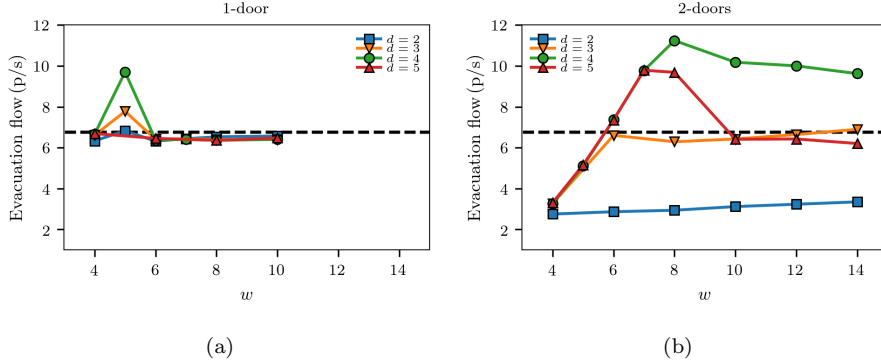 1-door
Evacuation flow (p/s)
12
10
8
6
4
2
4
6
8
10
12
14
w
d = 2
d = 3
d = 4
d = 5
(a)
2-doors
Evacuation flow (p/s)
12
10
8
6
4
2
4
6
8
10
12
14
w
d = 2
d = 3
d = 4
d = 5
(b)